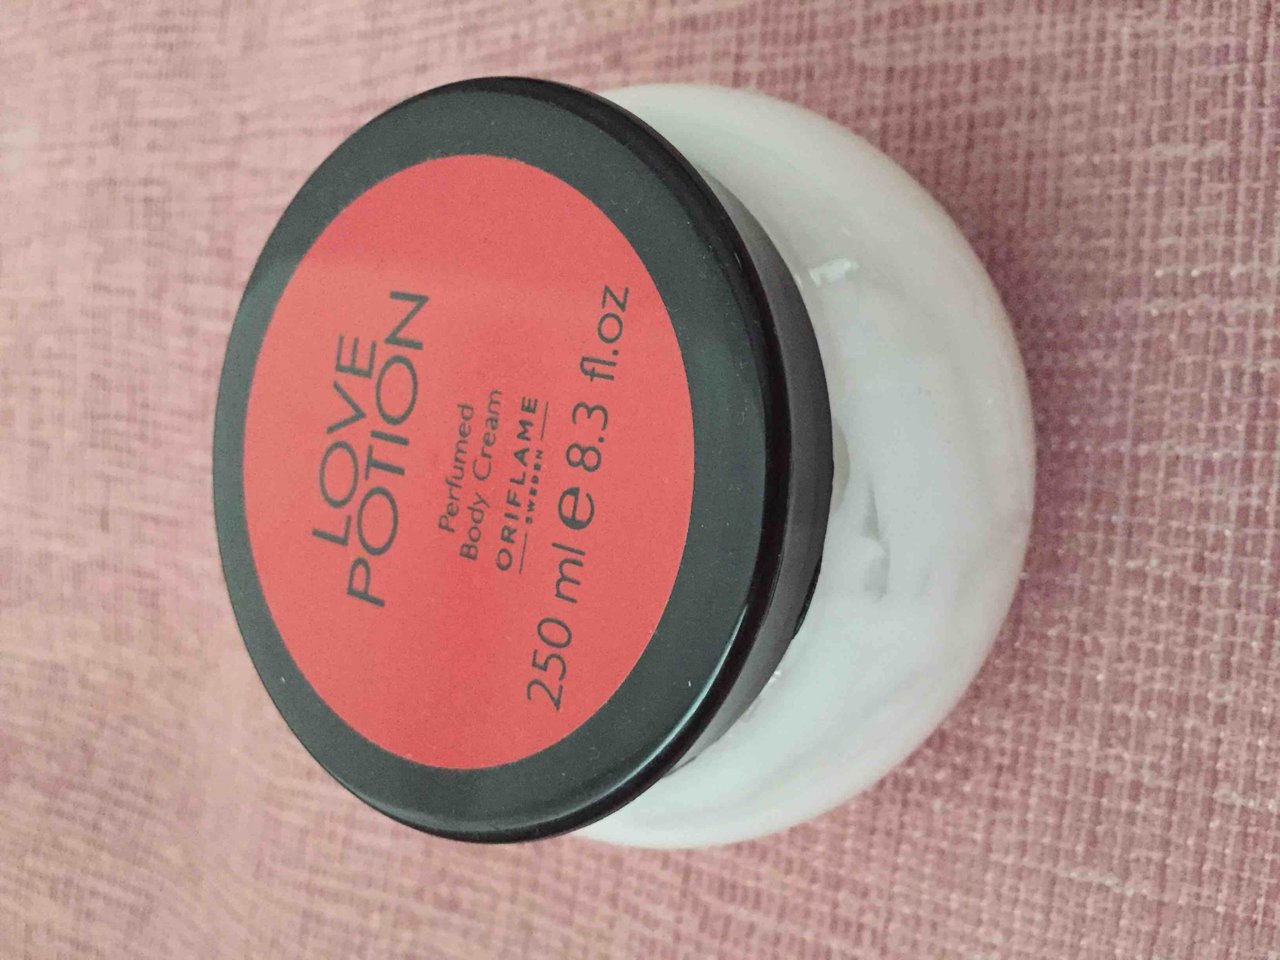 LOVE
POTION
Perfumed
Body Cream
ORIFLAME
SWEDEN
250 ml e 8.3 fl.oz